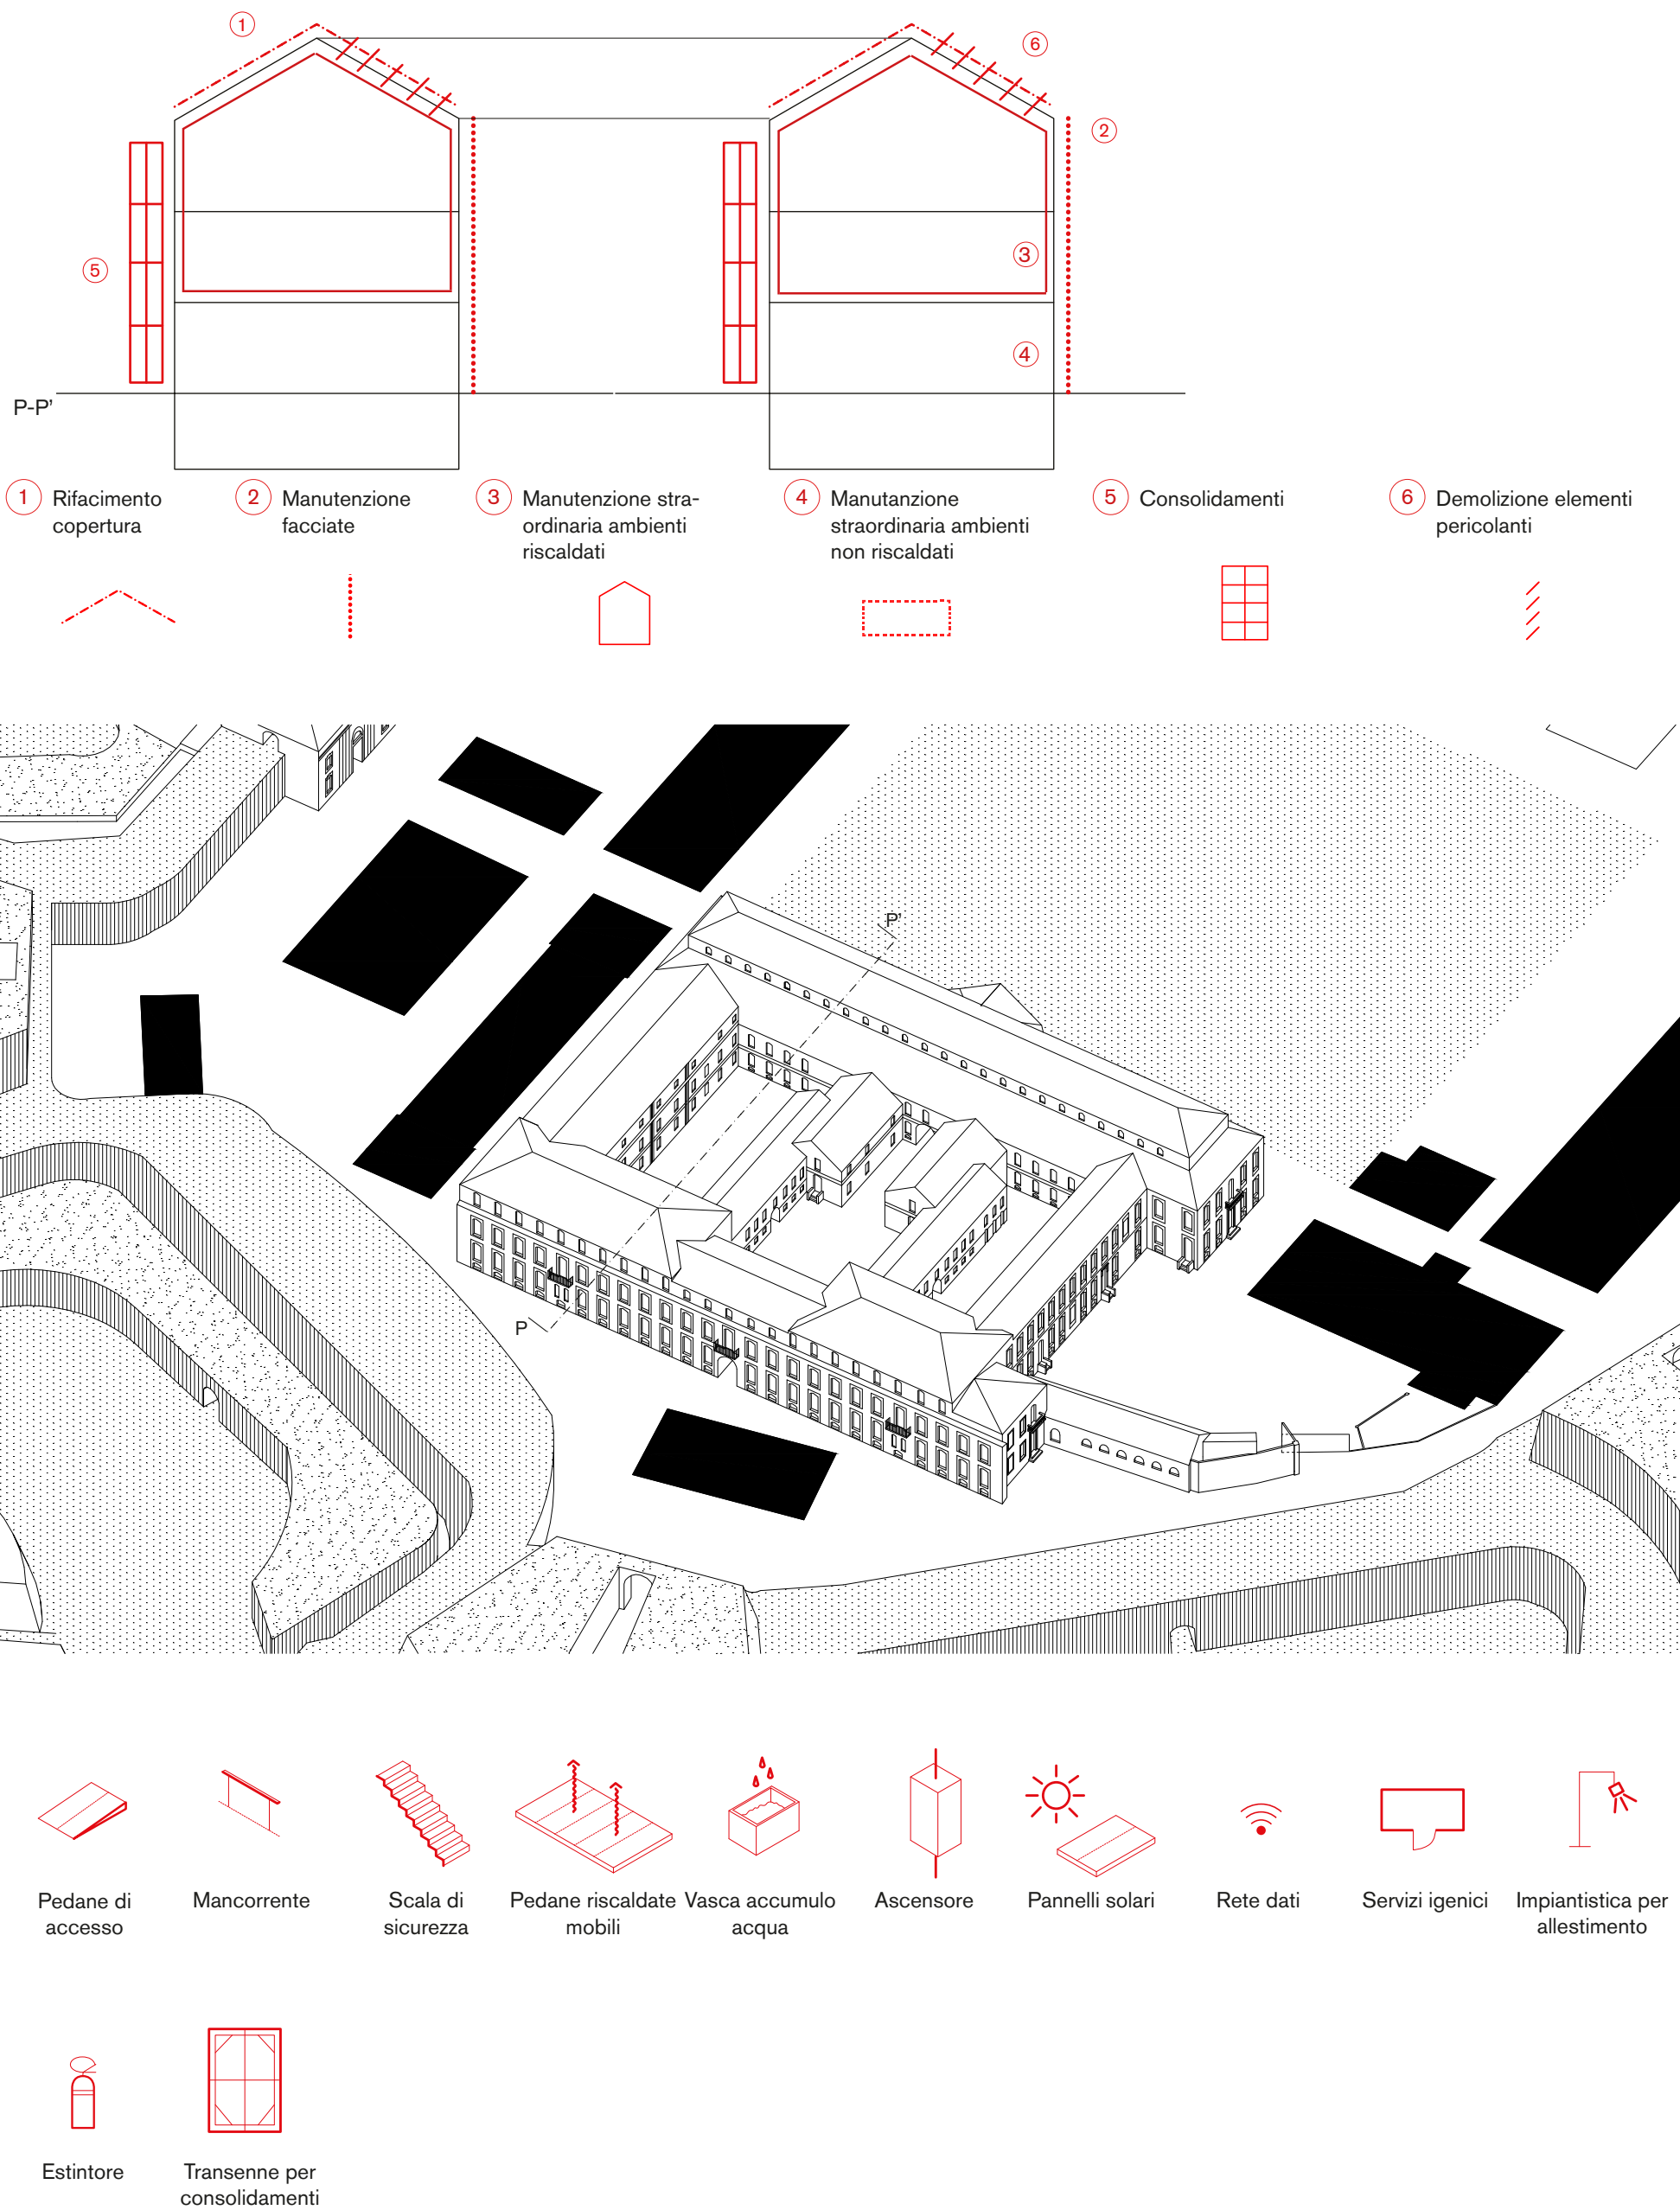 1
6
2
3
5
4
P-P’
1 Rifacimento
copertura
2 Manutenzione
facciate
3 Manutenzione stra-
ordinaria ambienti
riscaldati
4 Manutanzione
straordinaria ambienti
non riscaldati
5 Consolidamenti
6 Demolizione elementi
pericolanti
P’
P
Pedane di
accesso
Mancorrente
Scala di
sicurezza
Pedane riscaldate
mobili
Vasca accumulo
acqua
Ascensore
Pannelli solari
Rete dati
Servizi igenici
Impiantistica per
allestimento
Estintore
Transenne per
consolidamenti